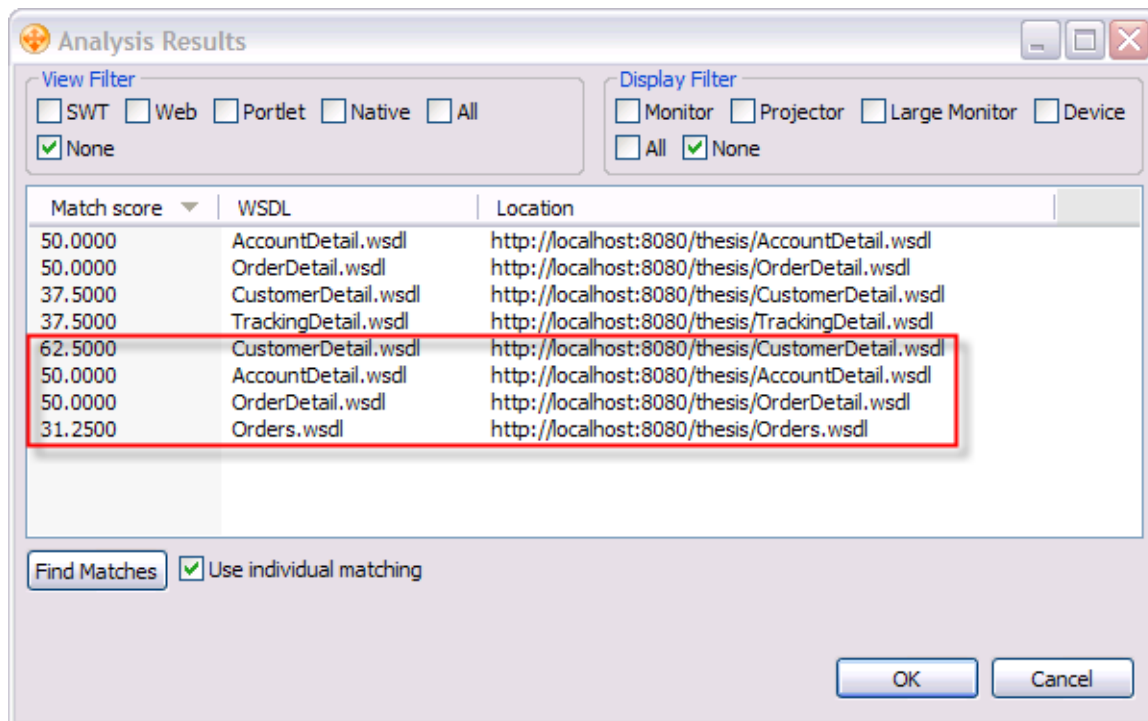 Analysis Results
View Filter
SWT Web Portlet Native All
None
Display Filter
Monitor Projector Large Monitor Device
All None
Match score WSDL Location
50.0000 AccountDetail.wsdl http://localhost:8080/thesis/AccountDetail.wsdl
50.0000 OrderDetail.wsdl http://localhost:8080/thesis/OrderDetail.wsdl
37.5000 CustomerDetail.wsdl http://localhost:8080/thesis/CustomerDetail.wsdl
37.5000 TrackingDetail.wsdl http://localhost:8080/thesis/TrackingDetail.wsdl
62.5000 CustomerDetail.wsdl http://localhost:8080/thesis/CustomerDetail.wsdl
50.0000 AccountDetail.wsdl http://localhost:8080/thesis/AccountDetail.wsdl
50.0000 OrderDetail.wsdl http://localhost:8080/thesis/OrderDetail.wsdl
31.2500 Orders.wsdl http://localhost:8080/thesis/Orders.wsdl
Find Matches Use individual matching
OK Cancel